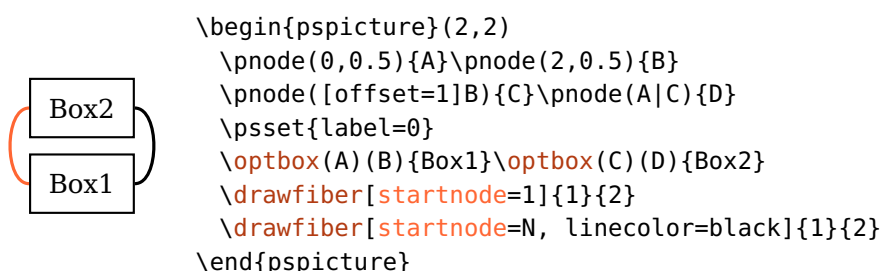 Box2
Box1
\begin{pspicture}(2,2)
\pnode(0,0.5){A}\pnode(2,0.5){B}
\pnode([offset=1]B){C}\pnode(A|C){D}
\psset{label=0}
\optbox(A)(B){Box1}\optbox(C)(D){Box2}
\drawfiber[startnode=1]{1}{2}
\drawfiber[startnode=N, linecolor=black]{1}{2}
\end{pspicture}